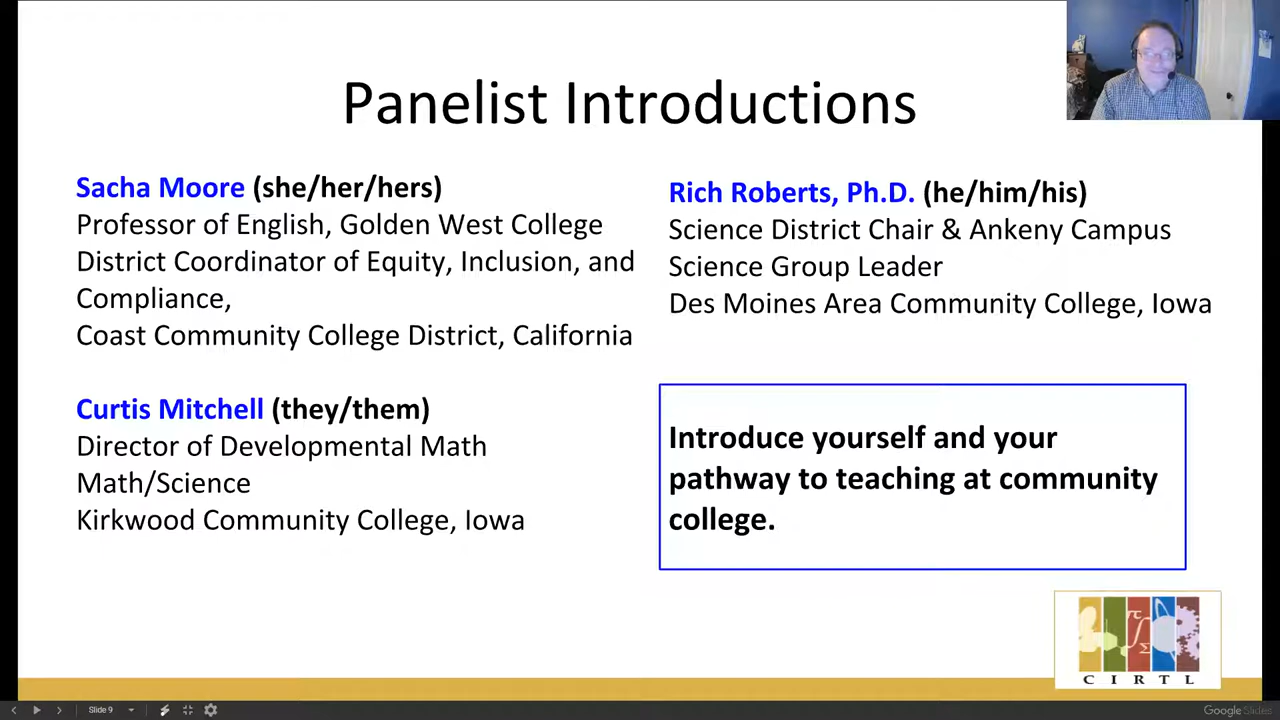 Panelist Introductions
Sacha Moore (she/her/hers)
Professor of English, Golden West College
District Coordinator of Equity, Inclusion, and
Compliance,
Coast Community College District, California
Curtis Mitchell (they/them)
Director of Developmental Math
Math/Science
Kirkwood Community College, Iowa
Rich Roberts, Ph.D. (he/him/his)
Science District Chair & Ankeny Campus
Science Group Leader
Des Moines Area Community College, Iowa
Introduce yourself and your
pathway to teaching at community
college.
π
∫
Σ
CIRTL
Slide 9
Google Slides